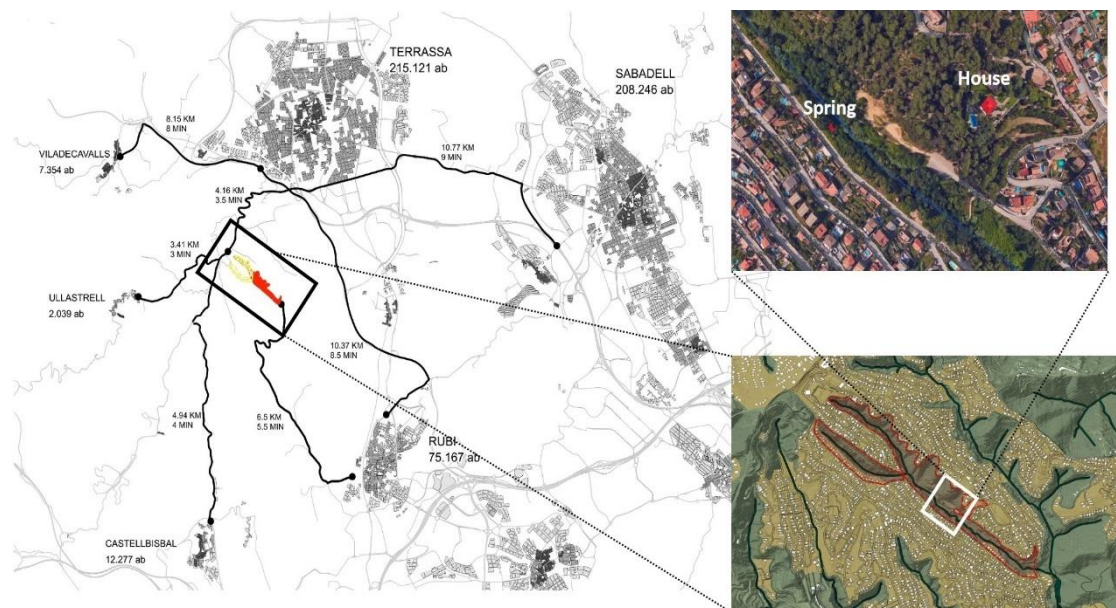 TERRASSA
215.121 ab
SABADELL
208.246 ab
8.15 KM
8 MIN
VILADECAVALLS
7.354 ab
10.77 KM
9 MIN
4.16 KM
3.5 MIN
3.41 KM
3 MIN
ULLASTRELL
2.039 ab
10.37 KM
8.5 MIN
4.94 KM
4 MIN
6.5 KM
5.5 MIN
RUBI
75.167 ab
CASTELLBISBAL
12.277 ab
House
Spring